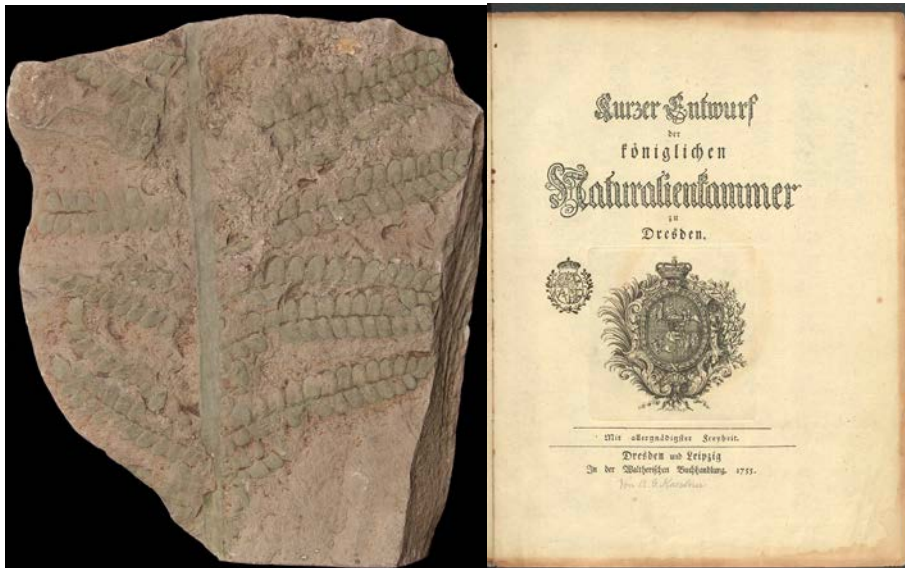 Kurzer Entwurf
der
königlichen
Naturalienkammer
zu
Dresden.
Mit allergnädigster Freyheit.
Dresden und Leipzig
In der Waltherischen Buchhandlung. 1755.